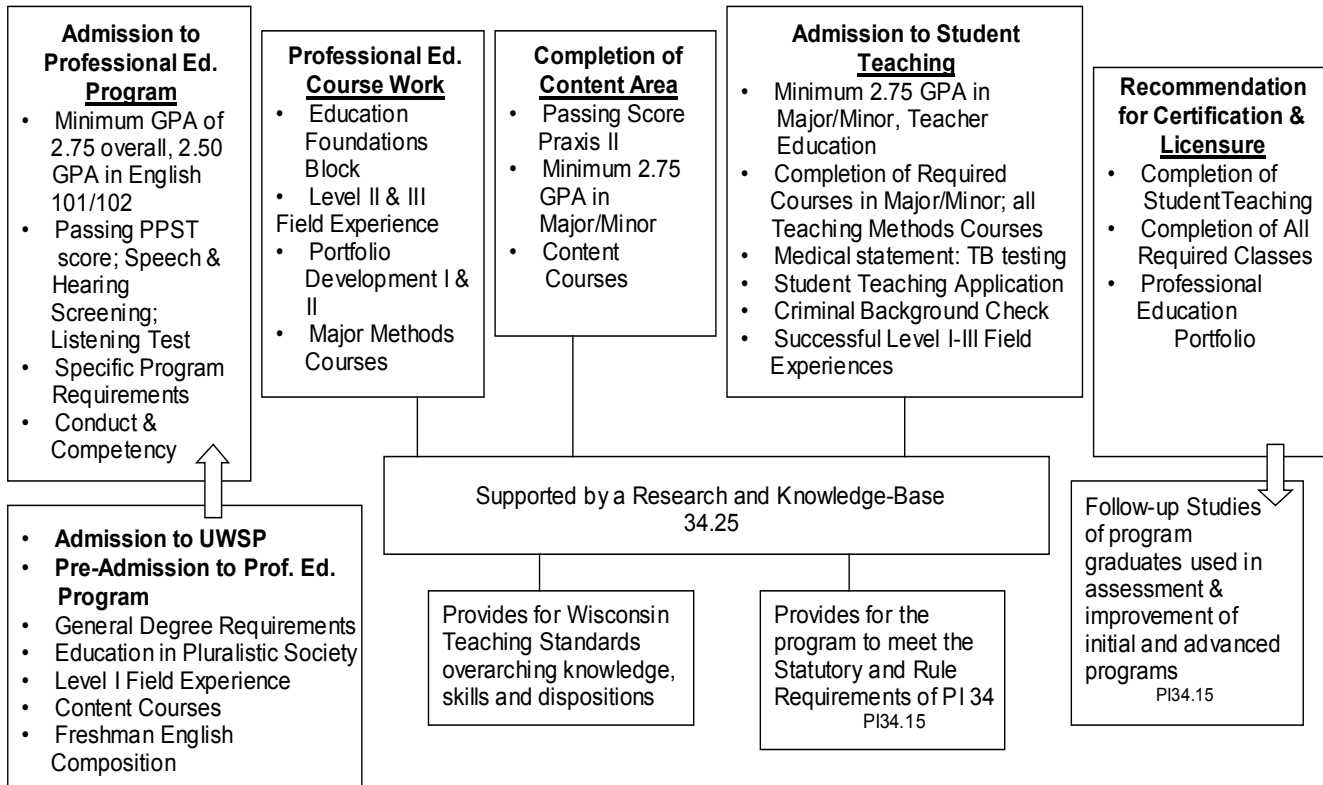 Admission to
Professional Ed.
Program
• Minimum GPA of
2.75 overall, 2.50
GPA in English
101/102
• Passing PPST
score; Speech &
Hearing
Screening;
Listening Test
• Specific Program
Requirements
• Conduct &
Competency
Professional Ed.
Course Work
• Education
Foundations
Block
• Level II & III
Field Experience
• Portfolio
Development I &
II
• Major Methods
Courses
Completion of
Content Area
• Passing Score
Praxis II
• Minimum 2.75
GPA in
Major/Minor
• Content
Courses
Admission to Student
Teaching
• Minimum 2.75 GPA in
Major/Minor, Teacher
Education
• Completion of Required
Courses in Major/Minor; all
Teaching Methods Courses
• Medical statement: TB testing
• Student Teaching Application
• Criminal Background Check
• Successful Level I-III Field
Experiences
Recommendation
for Certification &
Licensure
• Completion of
StudentTeaching
• Completion of All
Required Classes
• Professional
Education
Portfolio
Supported by a Research and Knowledge-Base
34.25
• Admission to UWSP
• Pre-Admission to Prof. Ed.
Program
• General Degree Requirements
• Education in Pluralistic Society
• Level I Field Experience
• Content Courses
• Freshman English
Composition
Provides for Wisconsin
Teaching Standards
overarching knowledge,
skills and dispositions
Provides for the
program to meet the
Statutory and Rule
Requirements of PI 34
PI34.15
Follow-up Studies
of program
graduates used in
assessment &
improvement of
initial and advanced
programs
PI34.15